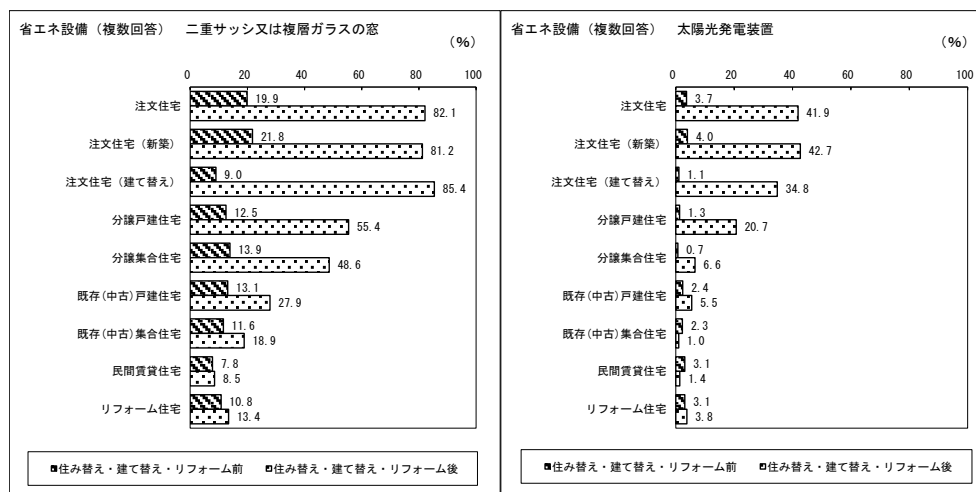 省エネ設備（複数回答） 二重サッシ又は複層ガラスの窓
（%）
0 20 40 60 80 100
注文住宅 19.9 82.1
注文住宅（新築） 21.8 81.2
注文住宅（建て替え） 9.0 85.4
分譲戸建住宅 12.5 55.4
分譲集合住宅 13.9 48.6
既存(中古)戸建住宅 13.1 27.9
既存(中古)集合住宅 11.6 18.9
民間賃貸住宅 7.8 8.5
リフォーム住宅 10.8 13.4
住み替え・建て替え・リフォーム前 住み替え・建て替え・リフォーム後
省エネ設備（複数回答） 太陽光発電装置
（%）
0 20 40 60 80 100
注文住宅 3.7 41.9
注文住宅（新築） 4.0 42.7
注文住宅（建て替え） 1.1 34.8
分譲戸建住宅 1.3 20.7
分譲集合住宅 0.7 6.6
既存(中古)戸建住宅 2.4 5.5
既存(中古)集合住宅 2.3 1.0
民間賃貸住宅 3.1 1.4
リフォーム住宅 3.1 3.8
住み替え・建て替え・リフォーム前 住み替え・建て替え・リフォーム後